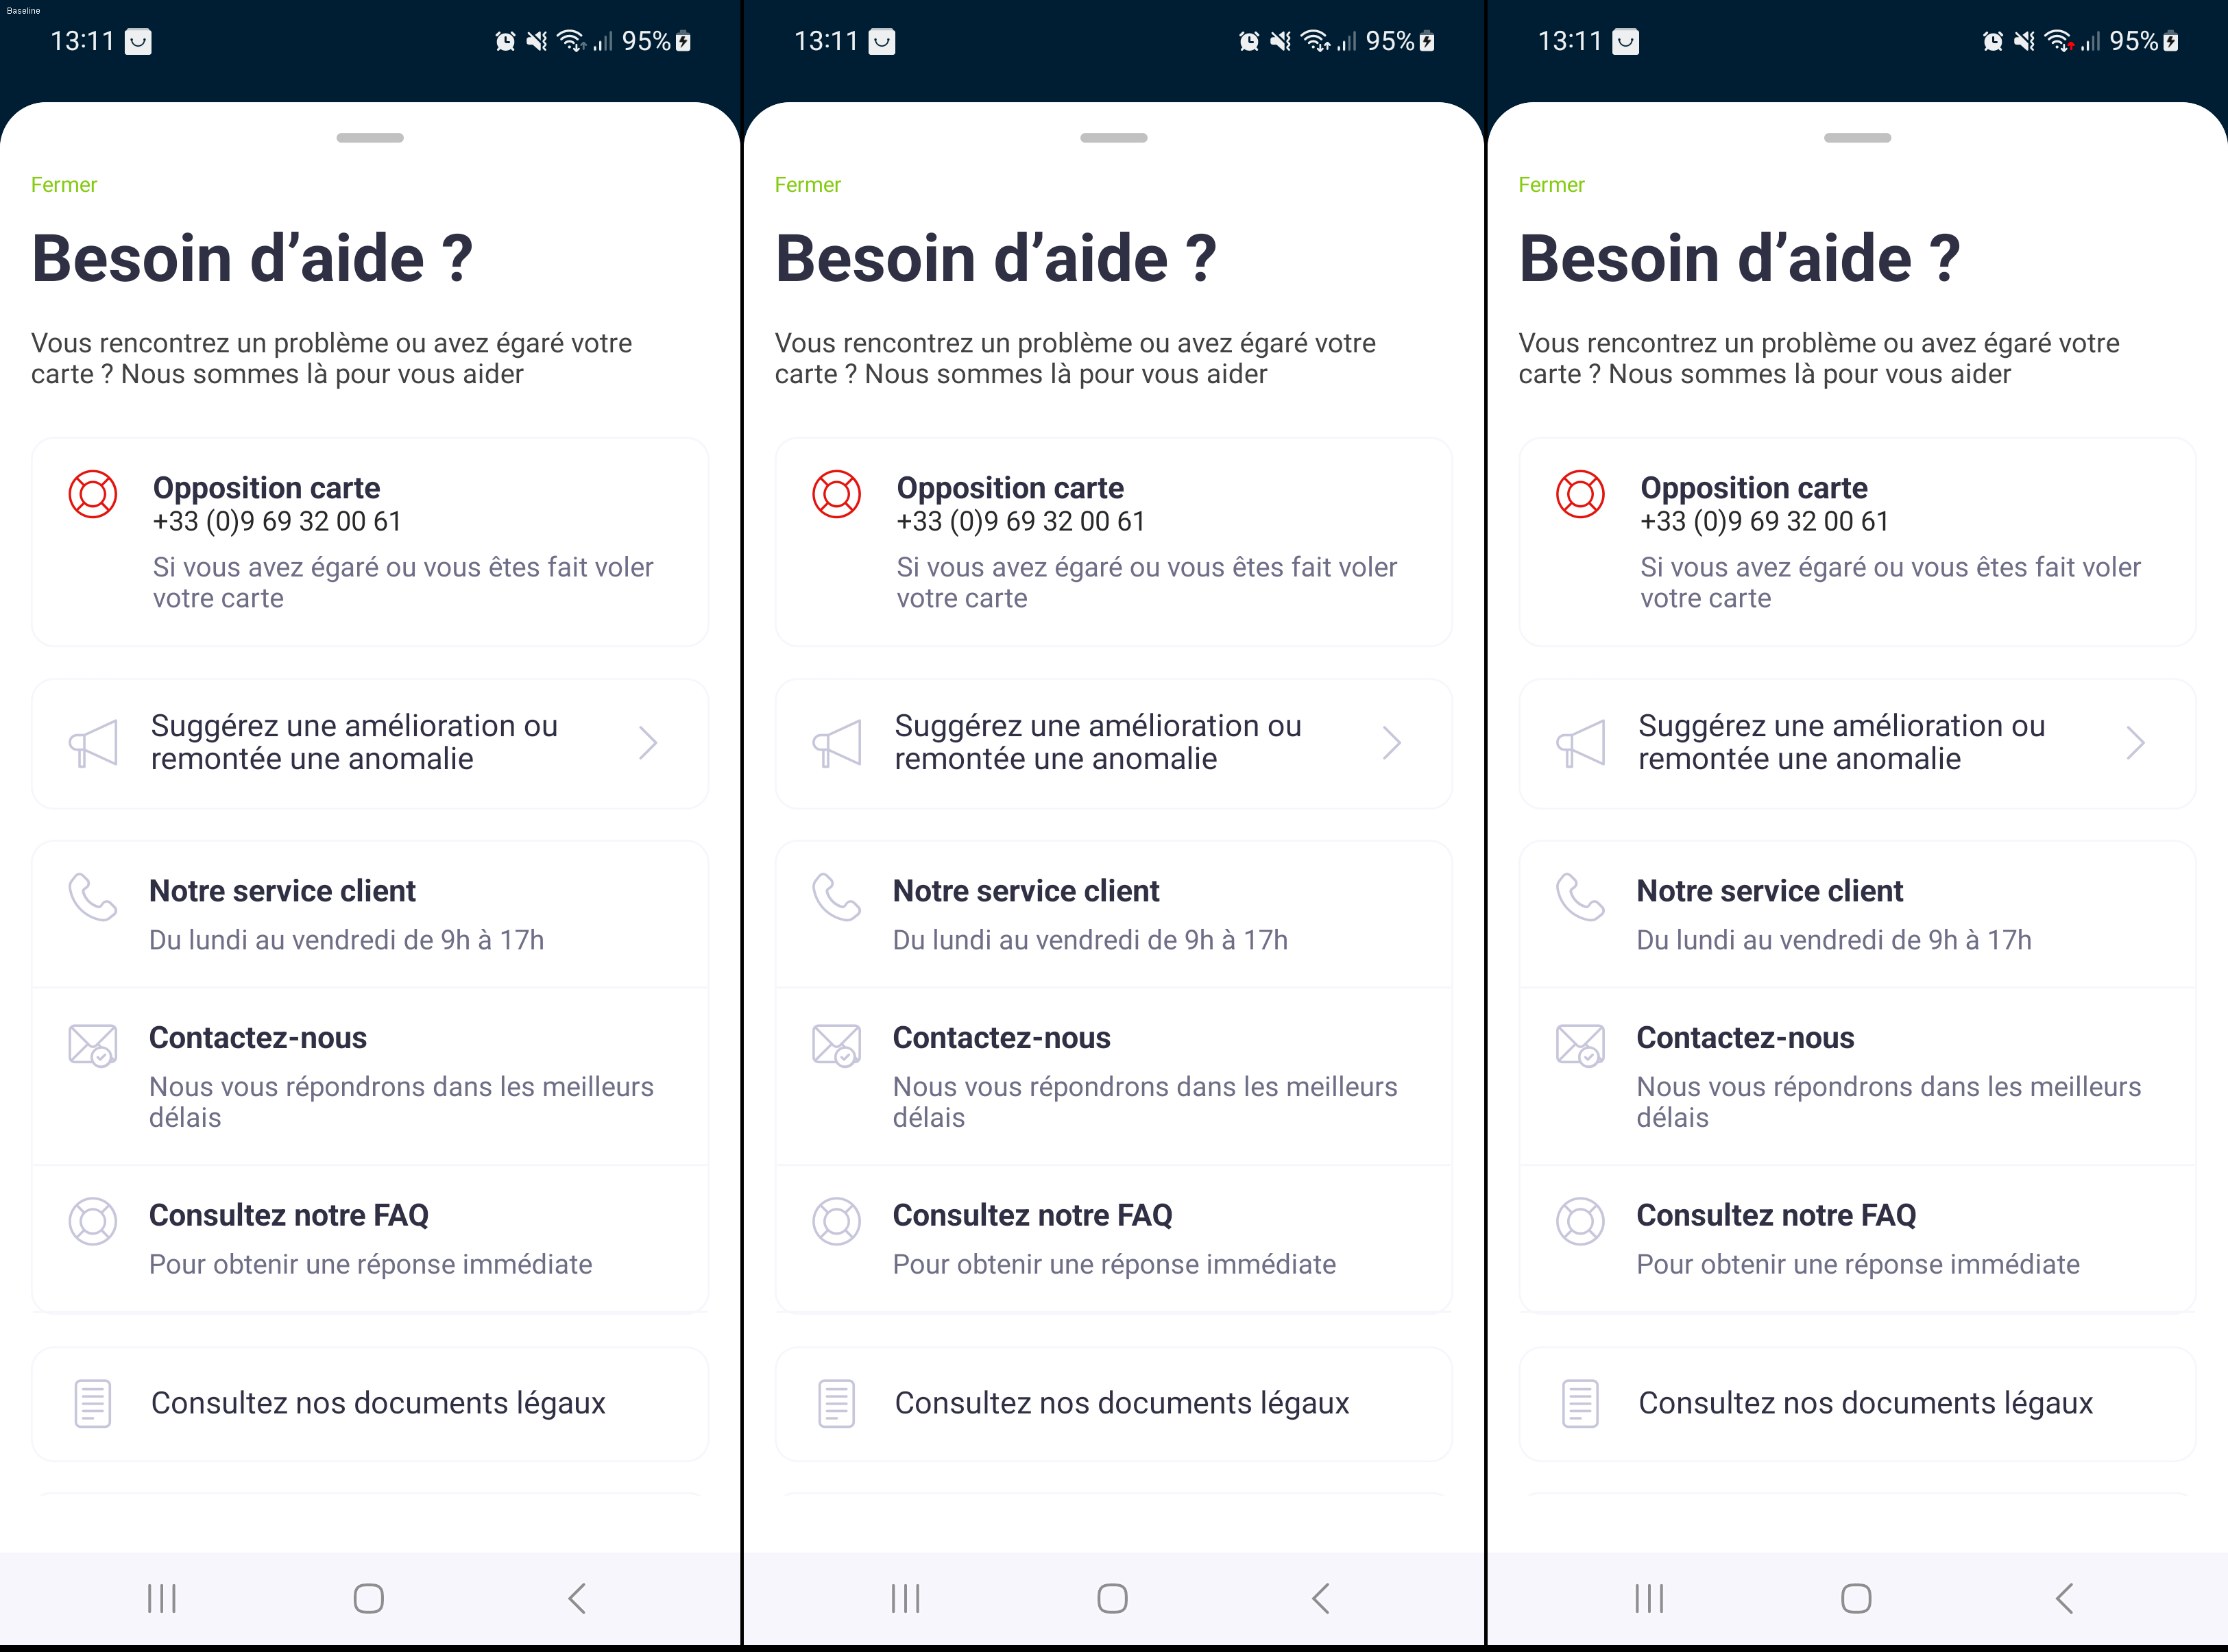 Baseline
13:11 95%
Fermer
Besoin d’aide ?
Vous rencontrez un problème ou avez égaré votre
carte ? Nous sommes là pour vous aider
Opposition carte
+33 (0)9 69 32 00 61
Si vous avez égaré ou vous êtes fait voler
votre carte
Suggérez une amélioration ou
remontée une anomalie
Notre service client
Du lundi au vendredi de 9h à 17h
Contactez-nous
Nous vous répondrons dans les meilleurs
délais
Consultez notre FAQ
Pour obtenir une réponse immédiate
Consultez nos documents légaux
13:11 95%
Fermer
Besoin d’aide ?
Vous rencontrez un problème ou avez égaré votre
carte ? Nous sommes là pour vous aider
Opposition carte
+33 (0)9 69 32 00 61
Si vous avez égaré ou vous êtes fait voler
votre carte
Suggérez une amélioration ou
remontée une anomalie
Notre service client
Du lundi au vendredi de 9h à 17h
Contactez-nous
Nous vous répondrons dans les meilleurs
délais
Consultez notre FAQ
Pour obtenir une réponse immédiate
Consultez nos documents légaux
13:11 95%
Fermer
Besoin d’aide ?
Vous rencontrez un problème ou avez égaré votre
carte ? Nous sommes là pour vous aider
Opposition carte
+33 (0)9 69 32 00 61
Si vous avez égaré ou vous êtes fait voler
votre carte
Suggérez une amélioration ou
remontée une anomalie
Notre service client
Du lundi au vendredi de 9h à 17h
Contactez-nous
Nous vous répondrons dans les meilleurs
délais
Consultez notre FAQ
Pour obtenir une réponse immédiate
Consultez nos documents légaux